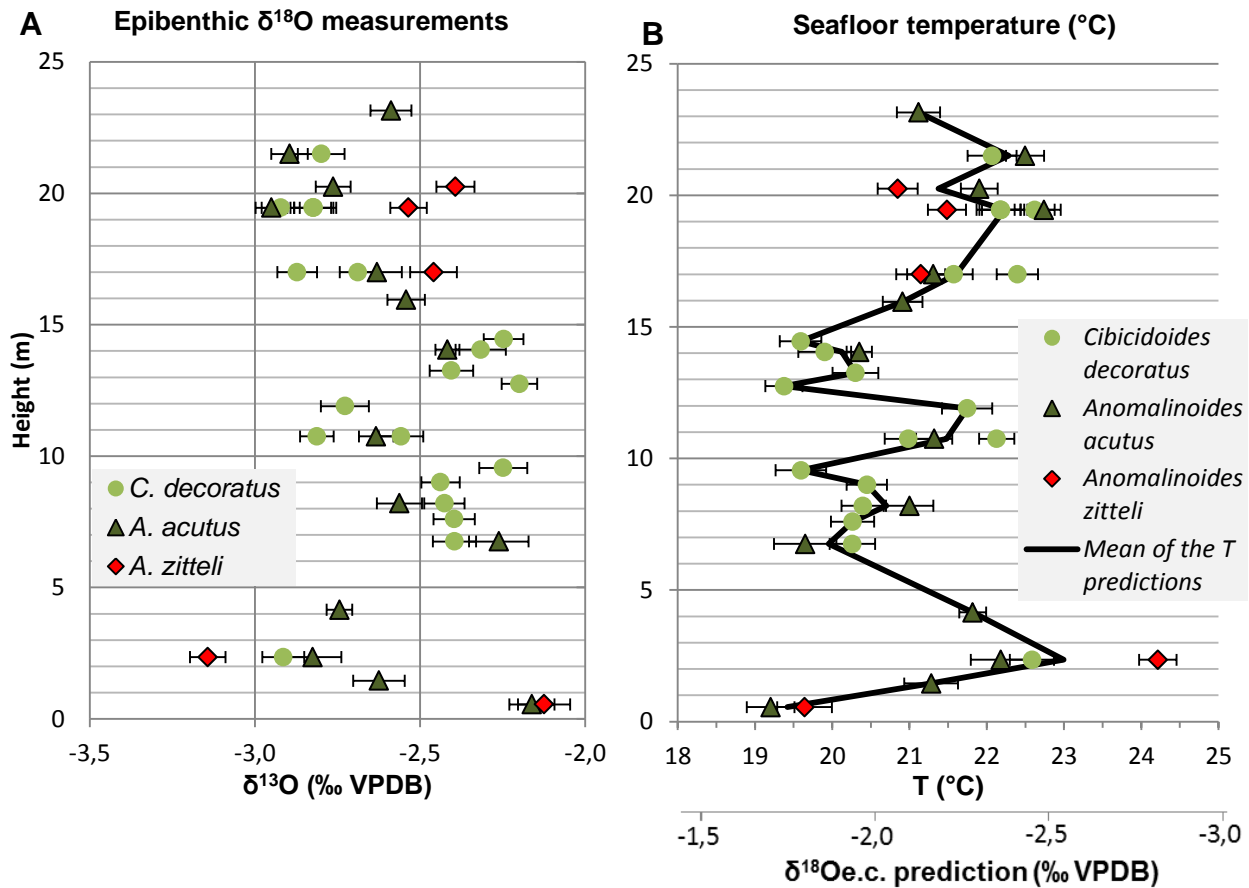 A Epibenthic δ¹⁸O measurements
25
20
15
10
5
0
Height (m)
C. decoratus
A. acutus
A. zitteli
-3,5 -3,0 -2,5 -2,0
δ¹³O (‰ VPDB)
B Seafloor temperature (°C)
25
20
15
10
5
0
Cibicidoides
decoratus
Anomalinoides
acutus
Anomalinoides
zitteli
Mean of the T
predictions
18 19 20 21 22 23 24 25
T (°C)
-1,5 -2,0 -2,5 -3,0
δ¹⁸Oe.c. prediction (‰ VPDB)